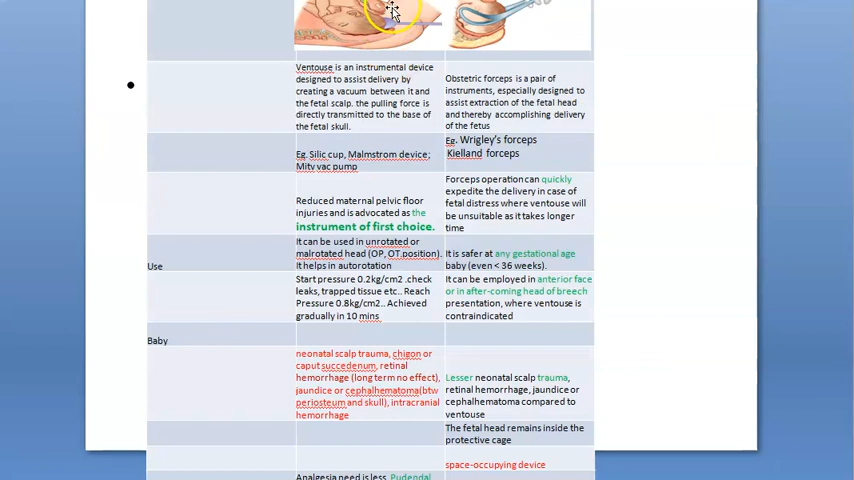 Ventouse is an instrumental device
designed to assist delivery by
creating a vacuum between it and
the fetal scalp. the pulling force is
directly transmitted to the base of
the fetal skull.
Obstetric forceps is a pair of
instruments, especially designed to
assist extraction of the fetal head
and thereby accomplishing delivery
of the fetus
Eg. Silic cup, Malmstrom device;
Mity vac pump
Eg. Wrigley's forceps
Kielland forceps
Reduced maternal pelvic floor
injuries and is advocated as the
instrument of first choice.
Forceps operation can quickly
expedite the delivery in case of
fetal distress where ventouse will
be unsuitable as it takes longer
time
Use
It can be used in unrotated or
malrotated head (OP, OT.position).
It helps in autorotation
It is safer at any gestational age
baby (even < 36 weeks).
Start pressure 0.2kg/cm2 .check
leaks, trapped tissue etc.. Reach
Pressure 0.8kg/cm2.. Achieved
gradually in 10 mins
It can be employed in anterior face
or in after-coming head of breech
presentation, where ventouse is
contraindicated
Baby
neonatal scalp trauma, chigon or
caput succedenum, retinal
hemorrhage (long term no effect),
jaundice or cephalhematoma(btw
periosteum and skull), intracranial
hemorrhage
Lesser neonatal scalp trauma,
retinal hemorrhage, jaundice or
cephalhematoma compared to
ventouse
The fetal head remains inside the
protective cage
space-occupying device
Analgesia need is less. Pudendal